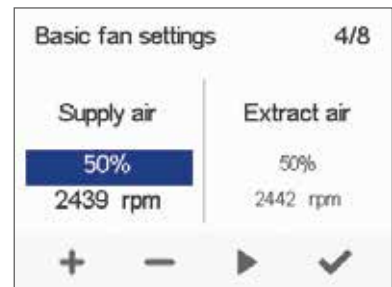 Basic fan settings 4/8
Supply air Extract air
50% 50%
2439 rpm 2442 rpm